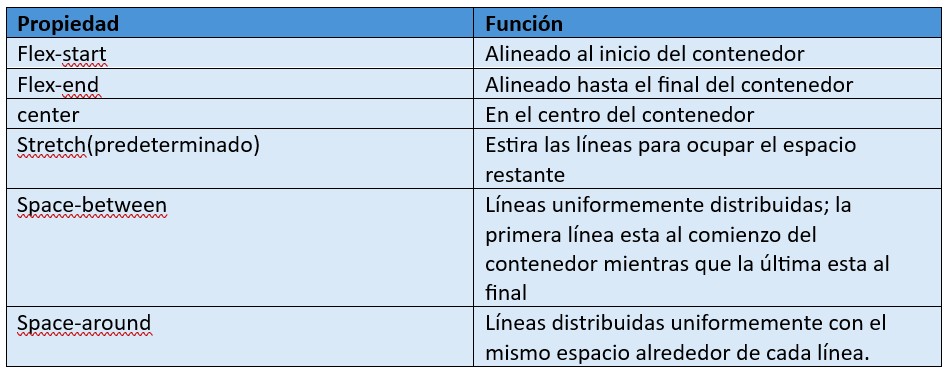 Propiedad
Función
Flex-start
Alineado al inicio del contenedor
Flex-end
Alineado hasta el final del contenedor
center
En el centro del contenedor
Stretch(predeterminado)
Estira las líneas para ocupar el espacio
restante
Space-between
Líneas uniformemente distribuidas; la
primera línea esta al comienzo del
contenedor mientras que la última esta al
final
Space-around
Líneas distribuidas uniformemente con el
mismo espacio alrededor de cada línea.